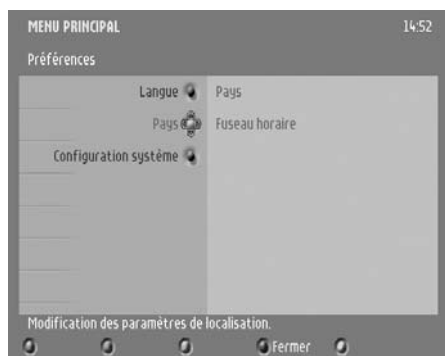 MENU PRINCIPAL 14:52
Préférences
Langue Pays
Pays Fuseau horaire
Configuration système
Modification des paramètres de localisation.
Fermer